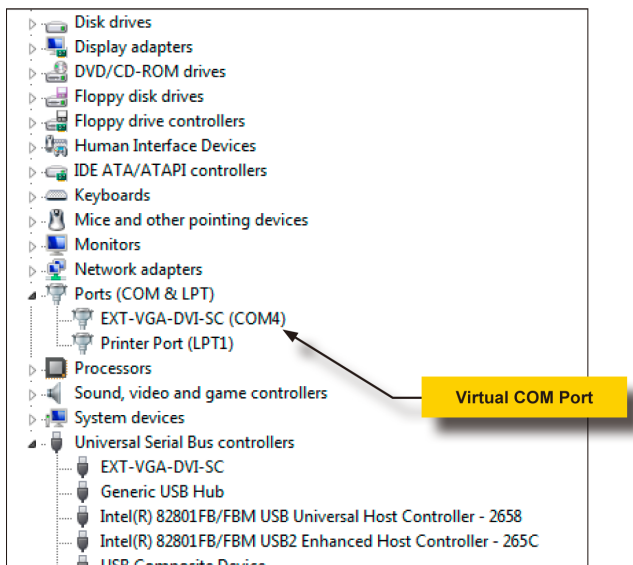 Disk drives
Display adapters
DVD/CD-ROM drives
Floppy disk drives
Floppy drive controllers
Human Interface Devices
IDE ATA/ATAPI controllers
Keyboards
Mice and other pointing devices
Monitors
Network adapters
Ports (COM & LPT)
EXT-VGA-DVI-SC (COM4)
Printer Port (LPT1)
Processors
Sound, video and game controllers
Virtual COM Port
System devices
Universal Serial Bus controllers
EXT-VGA-DVI-SC
Generic USB Hub
Intel(R) 82801FB/FBM USB Universal Host Controller - 2658
Intel(R) 82801FB/FBM USB2 Enhanced Host Controller - 265C
USB Composite Device